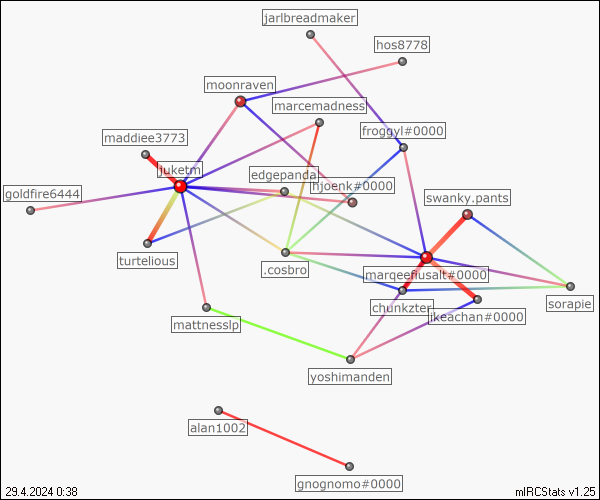 jarlbreadmaker
hos8778
moonraven
marcemadness
froggyl#0000
maddiee3773
juketm
edgepanda
hjoenk#0000
goldfire6444
swanky.pants
turtelious
.cosbro
marqeeflusalt#0000
chunkzter
ikeachan#0000
sorapie
mattnesslp
yoshimanden
alan1002
gnognomo#0000
29.4.2024 0:38
mIRCStats v1.25